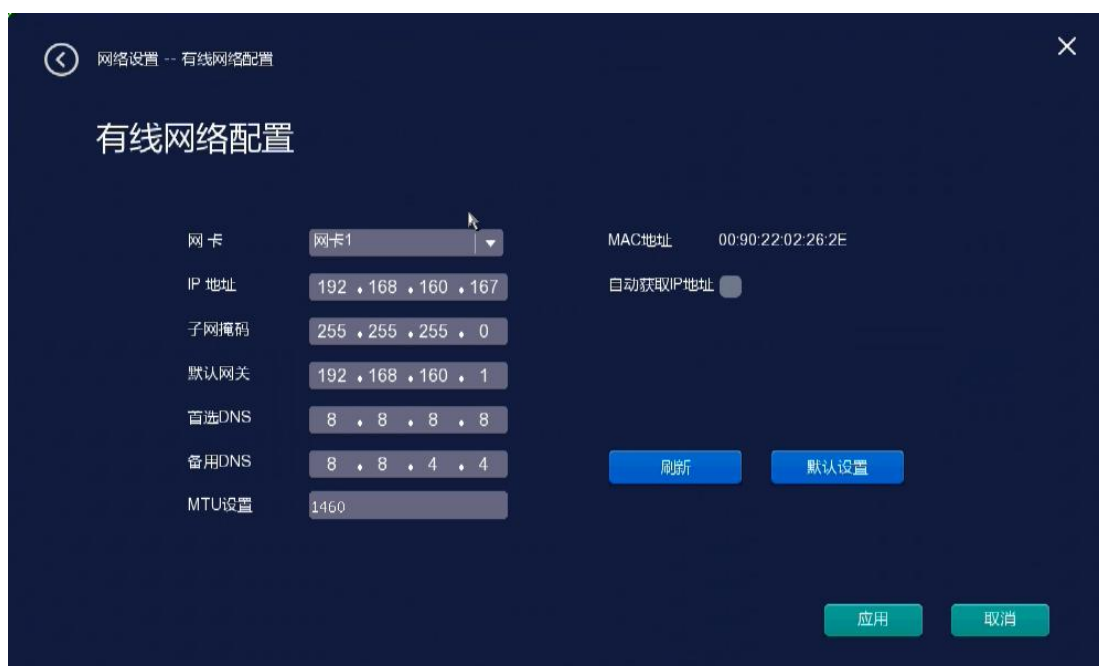 网络设置 -- 有线网络配置
有线网络配置
网卡 网卡1 MAC地址 00:90:22:02:26:2E
IP 地址 192 . 168 . 160 . 167 自动获取IP地址
子网掩码 255 . 255 . 255 . 0
默认网关 192 . 168 . 160 . 1
首选DNS 8 . 8 . 8 . 8
备用DNS 8 . 8 . 4 . 4 刷新 默认设置
MTU设置 1460
应用 取消